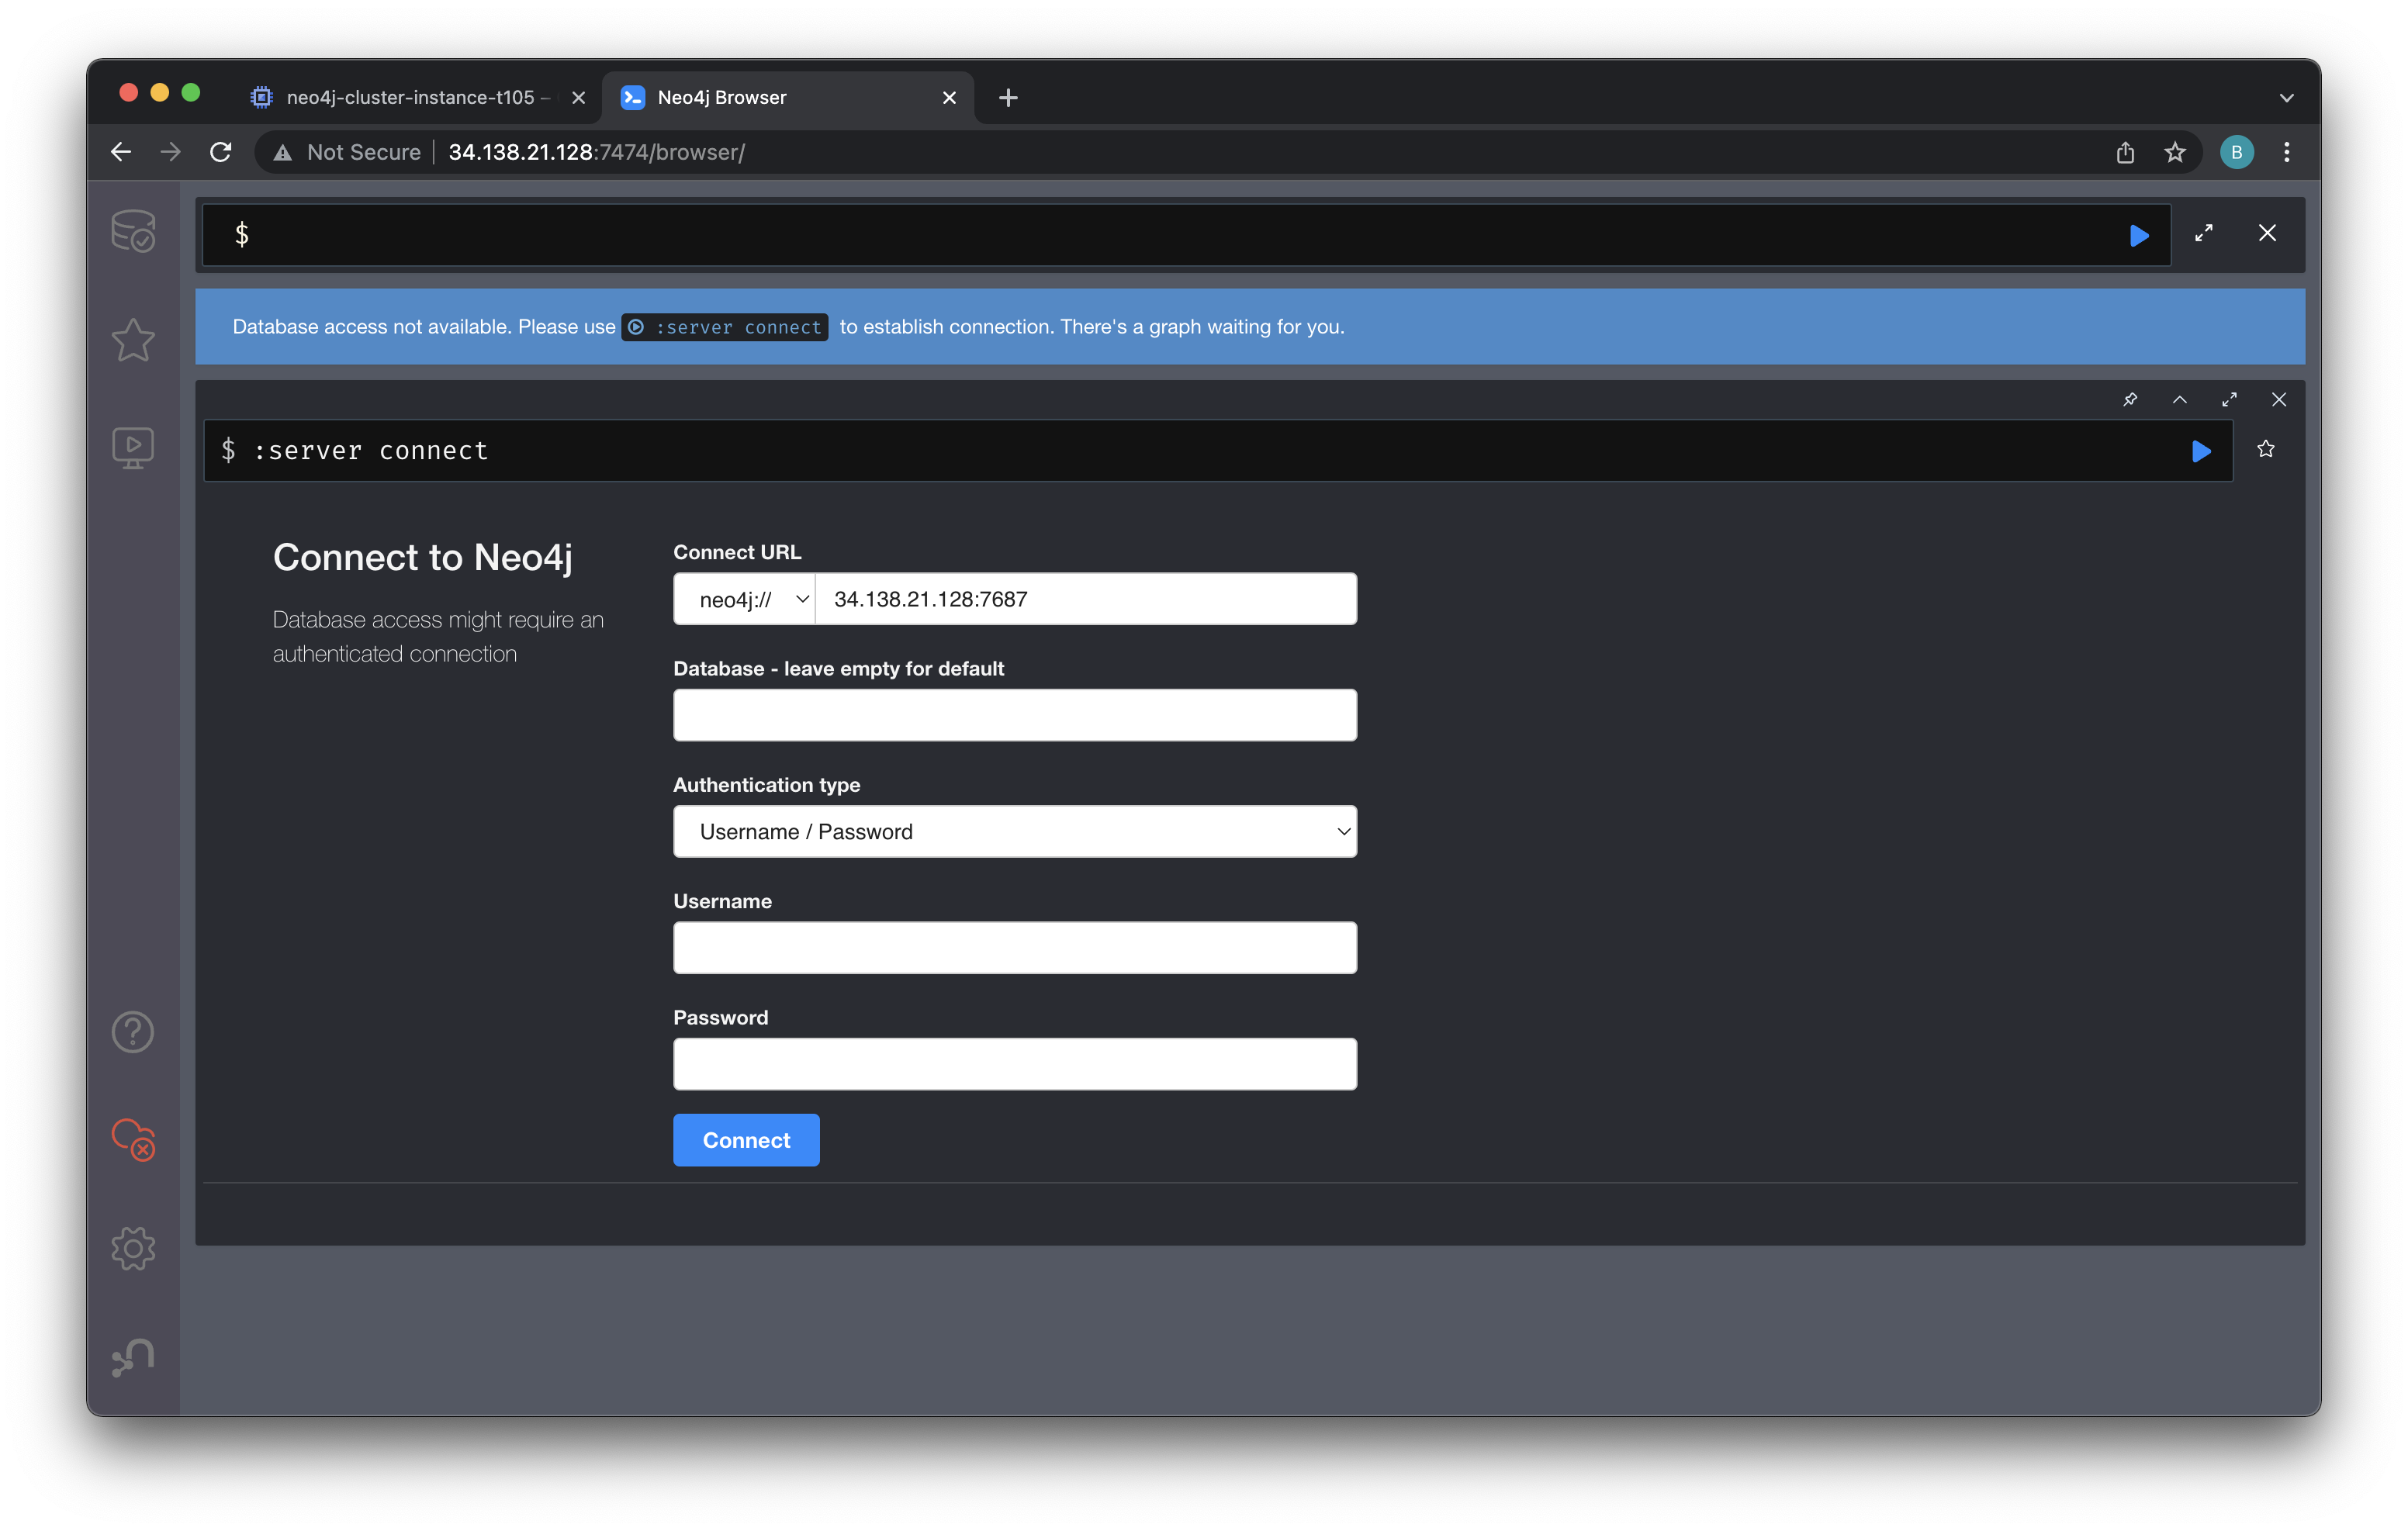 neo4j-cluster-instance-t105 –
Neo4j Browser
Not Secure
34.138.21.128:7474/browser/
B
$
Database access not available. Please use :server connect to establish connection. There's a graph waiting for you.
$ :server connect
Connect to Neo4j
Database access might require an
authenticated connection
Connect URL
neo4j://
34.138.21.128:7687
Database - leave empty for default
Authentication type
Username / Password
Username
Password
Connect